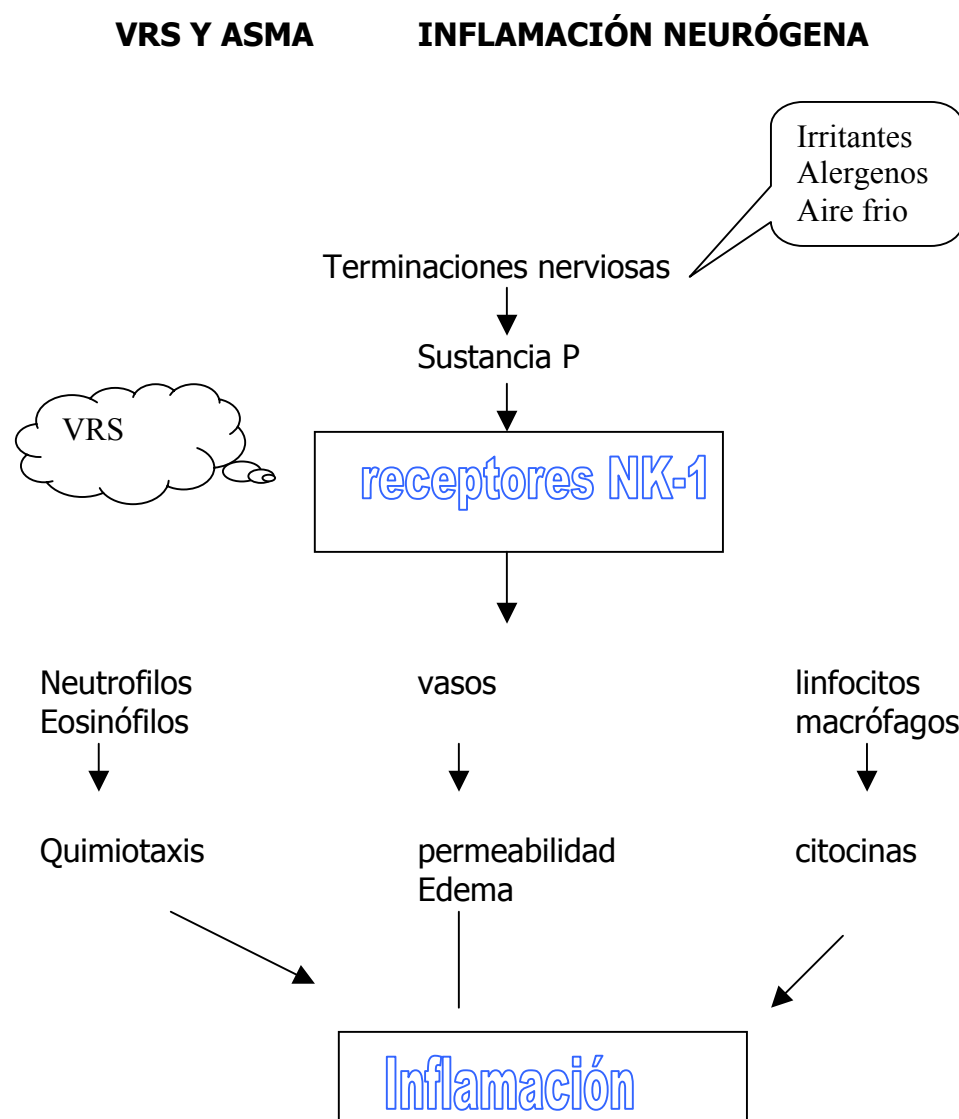 VRS Y ASMA INFLAMACIÓN NEURÓGENA
Irritantes
Alergenos
Aire frio
Terminaciones nerviosas
Sustancia P
VRS
receptores NK-1
Neutrofilos
Eosinófilos
vasos
linfocitos
macrófagos
Quimiotaxis
permeabilidad
Edema
citocinas
Inflamación